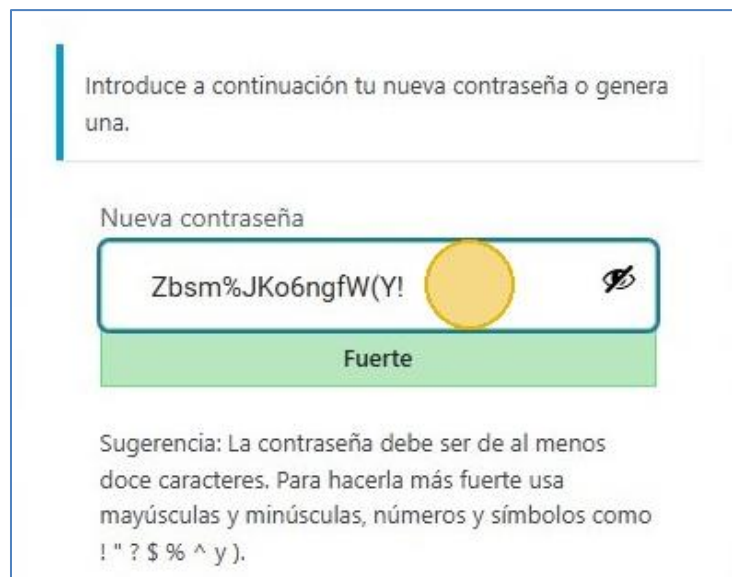 Introduce a continuación tu nueva contraseña o genera
una.
Nueva contraseña
Zbsm%JKo6ngfW(Y!
Fuerte
Sugerencia: La contraseña debe ser de al menos
doce caracteres. Para hacerla más fuerte usa
mayúsculas y minúsculas, números y símbolos como
! " ? $ % ^ y ).